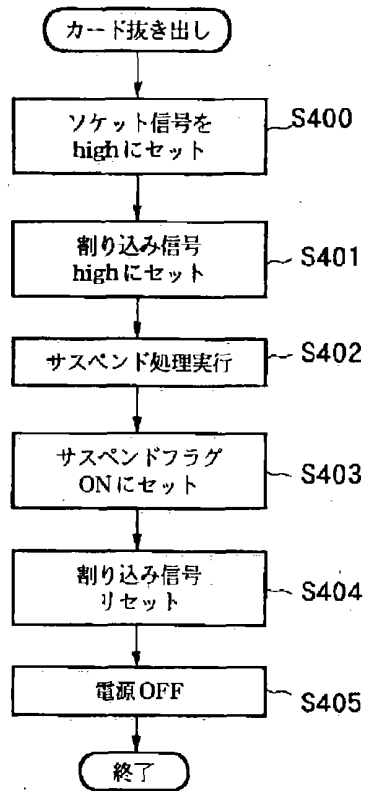 カード抜き出し
ソケット信号を
highにセット
S400
割り込み信号
highにセット
S401
サスペンド処理実行
S402
サスペンドフラグ
ONにセット
S403
割り込み信号
リセット
S404
電源OFF
S405
終了